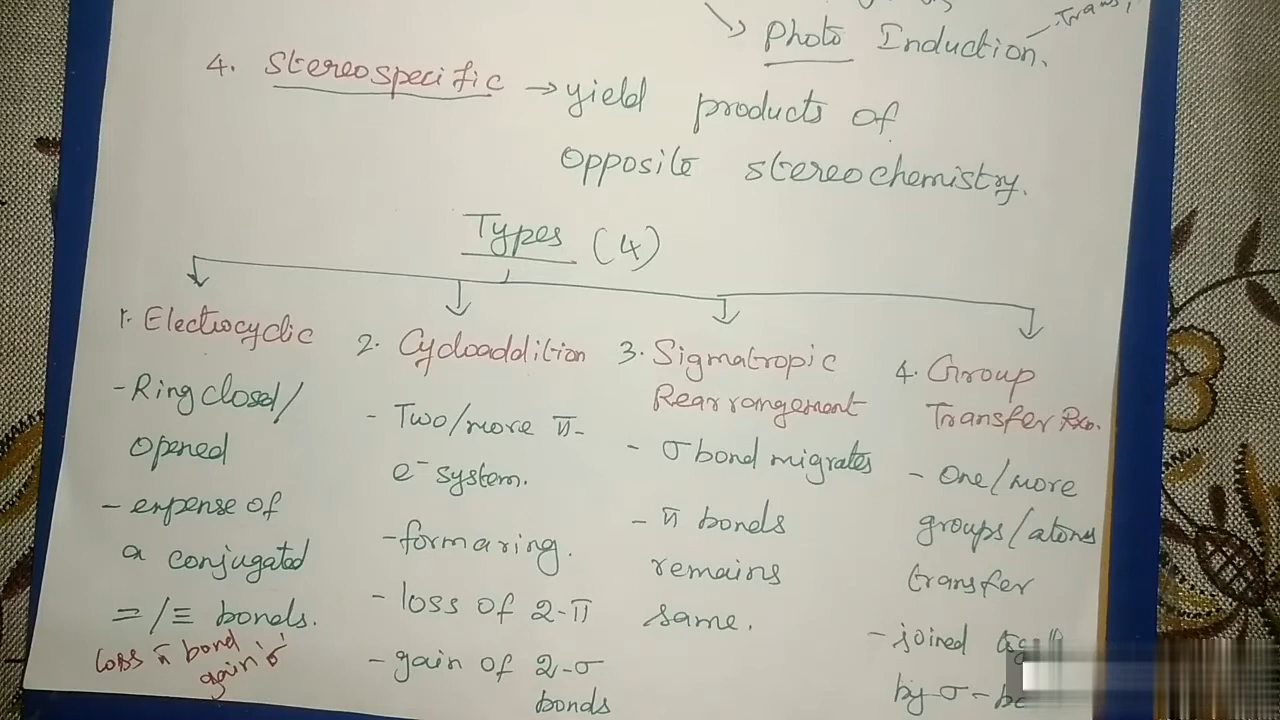 ↘ Photo Induction.
4. Stereospecific → yield products of
opposite stereochemistry.
Types (4)
1. Electrocyclic
- Ring closed/
opened
- expense of
a conjugated
=/≡ bonds.
loss π bond
gain σ
2. Cycloaddition
- Two/more π-
e⁻ system.
- form a ring.
- loss of 2-π
- gain of 2-σ
bonds
3. Sigmatropic
Rearrangement
- σ bond migrates
- π bonds
remains
same.
4. Group
Transfer Rxn.
- one/more
groups/atoms
transfer
- joined
by σ-